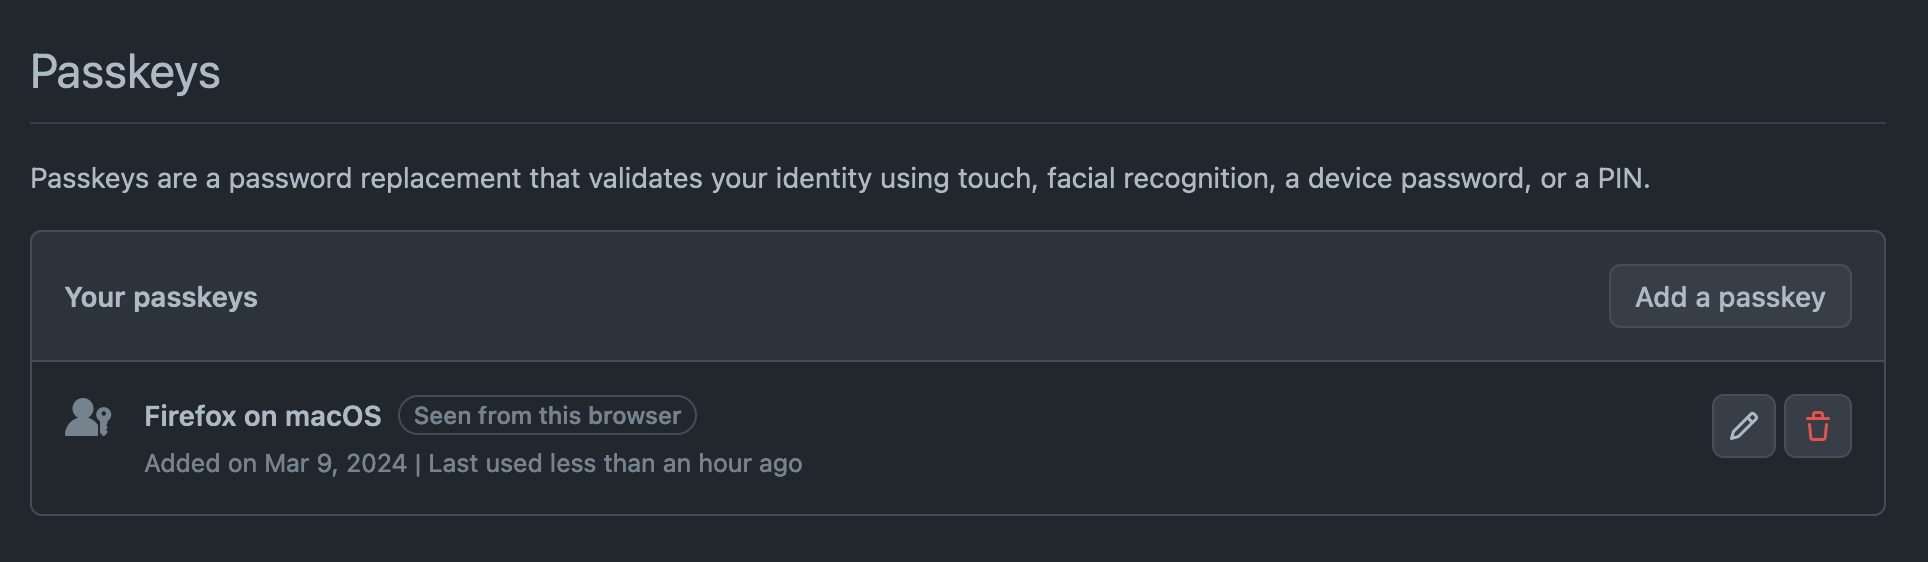 Passkeys
Passkeys are a password replacement that validates your identity using touch, facial recognition, a device password, or a PIN.
Your passkeys
Add a passkey
Firefox on macOS Seen from this browser
Added on Mar 9, 2024 | Last used less than an hour ago